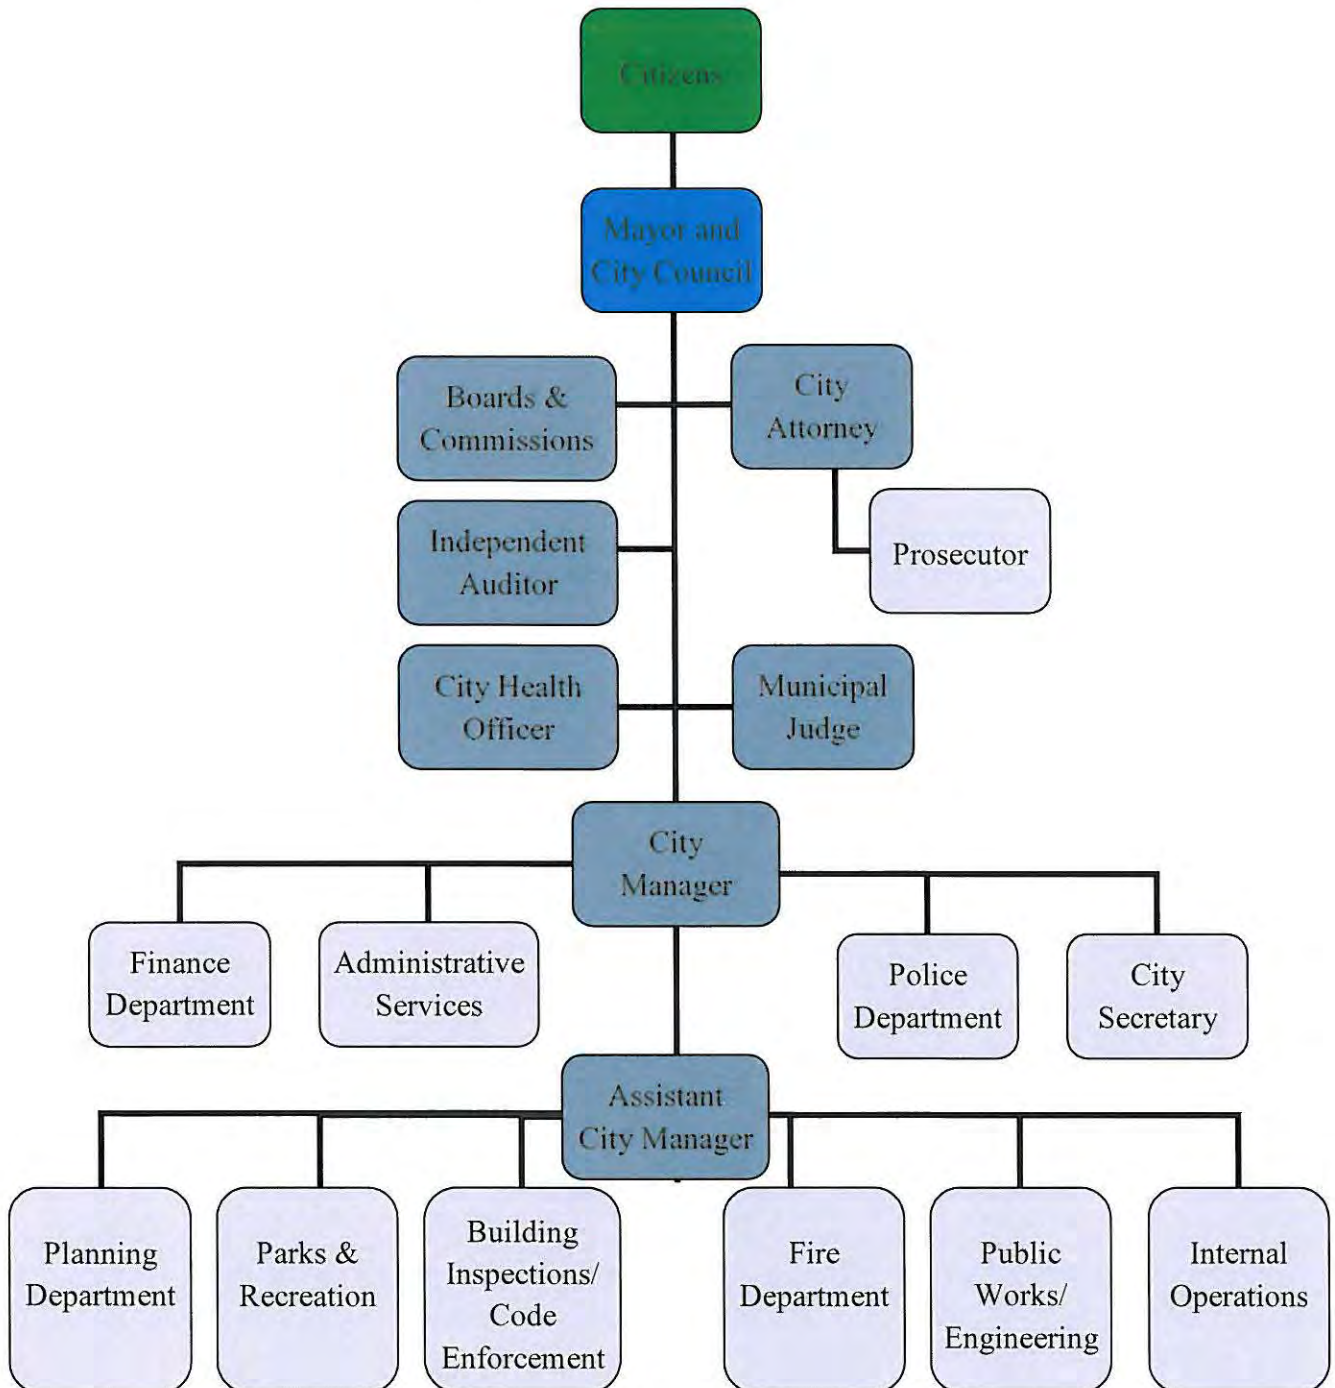 Citizens
Mayor and
City Council
Boards &
Commissions
City
Attorney
Independent
Auditor
Prosecutor
City Health
Officer
Municipal
Judge
City
Manager
Finance
Department
Administrative
Services
Police
Department
City
Secretary
Assistant
City Manager
Planning
Department
Parks &
Recreation
Building
Inspections/
Code
Enforcement
Fire
Department
Public
Works/
Engineering
Internal
Operations